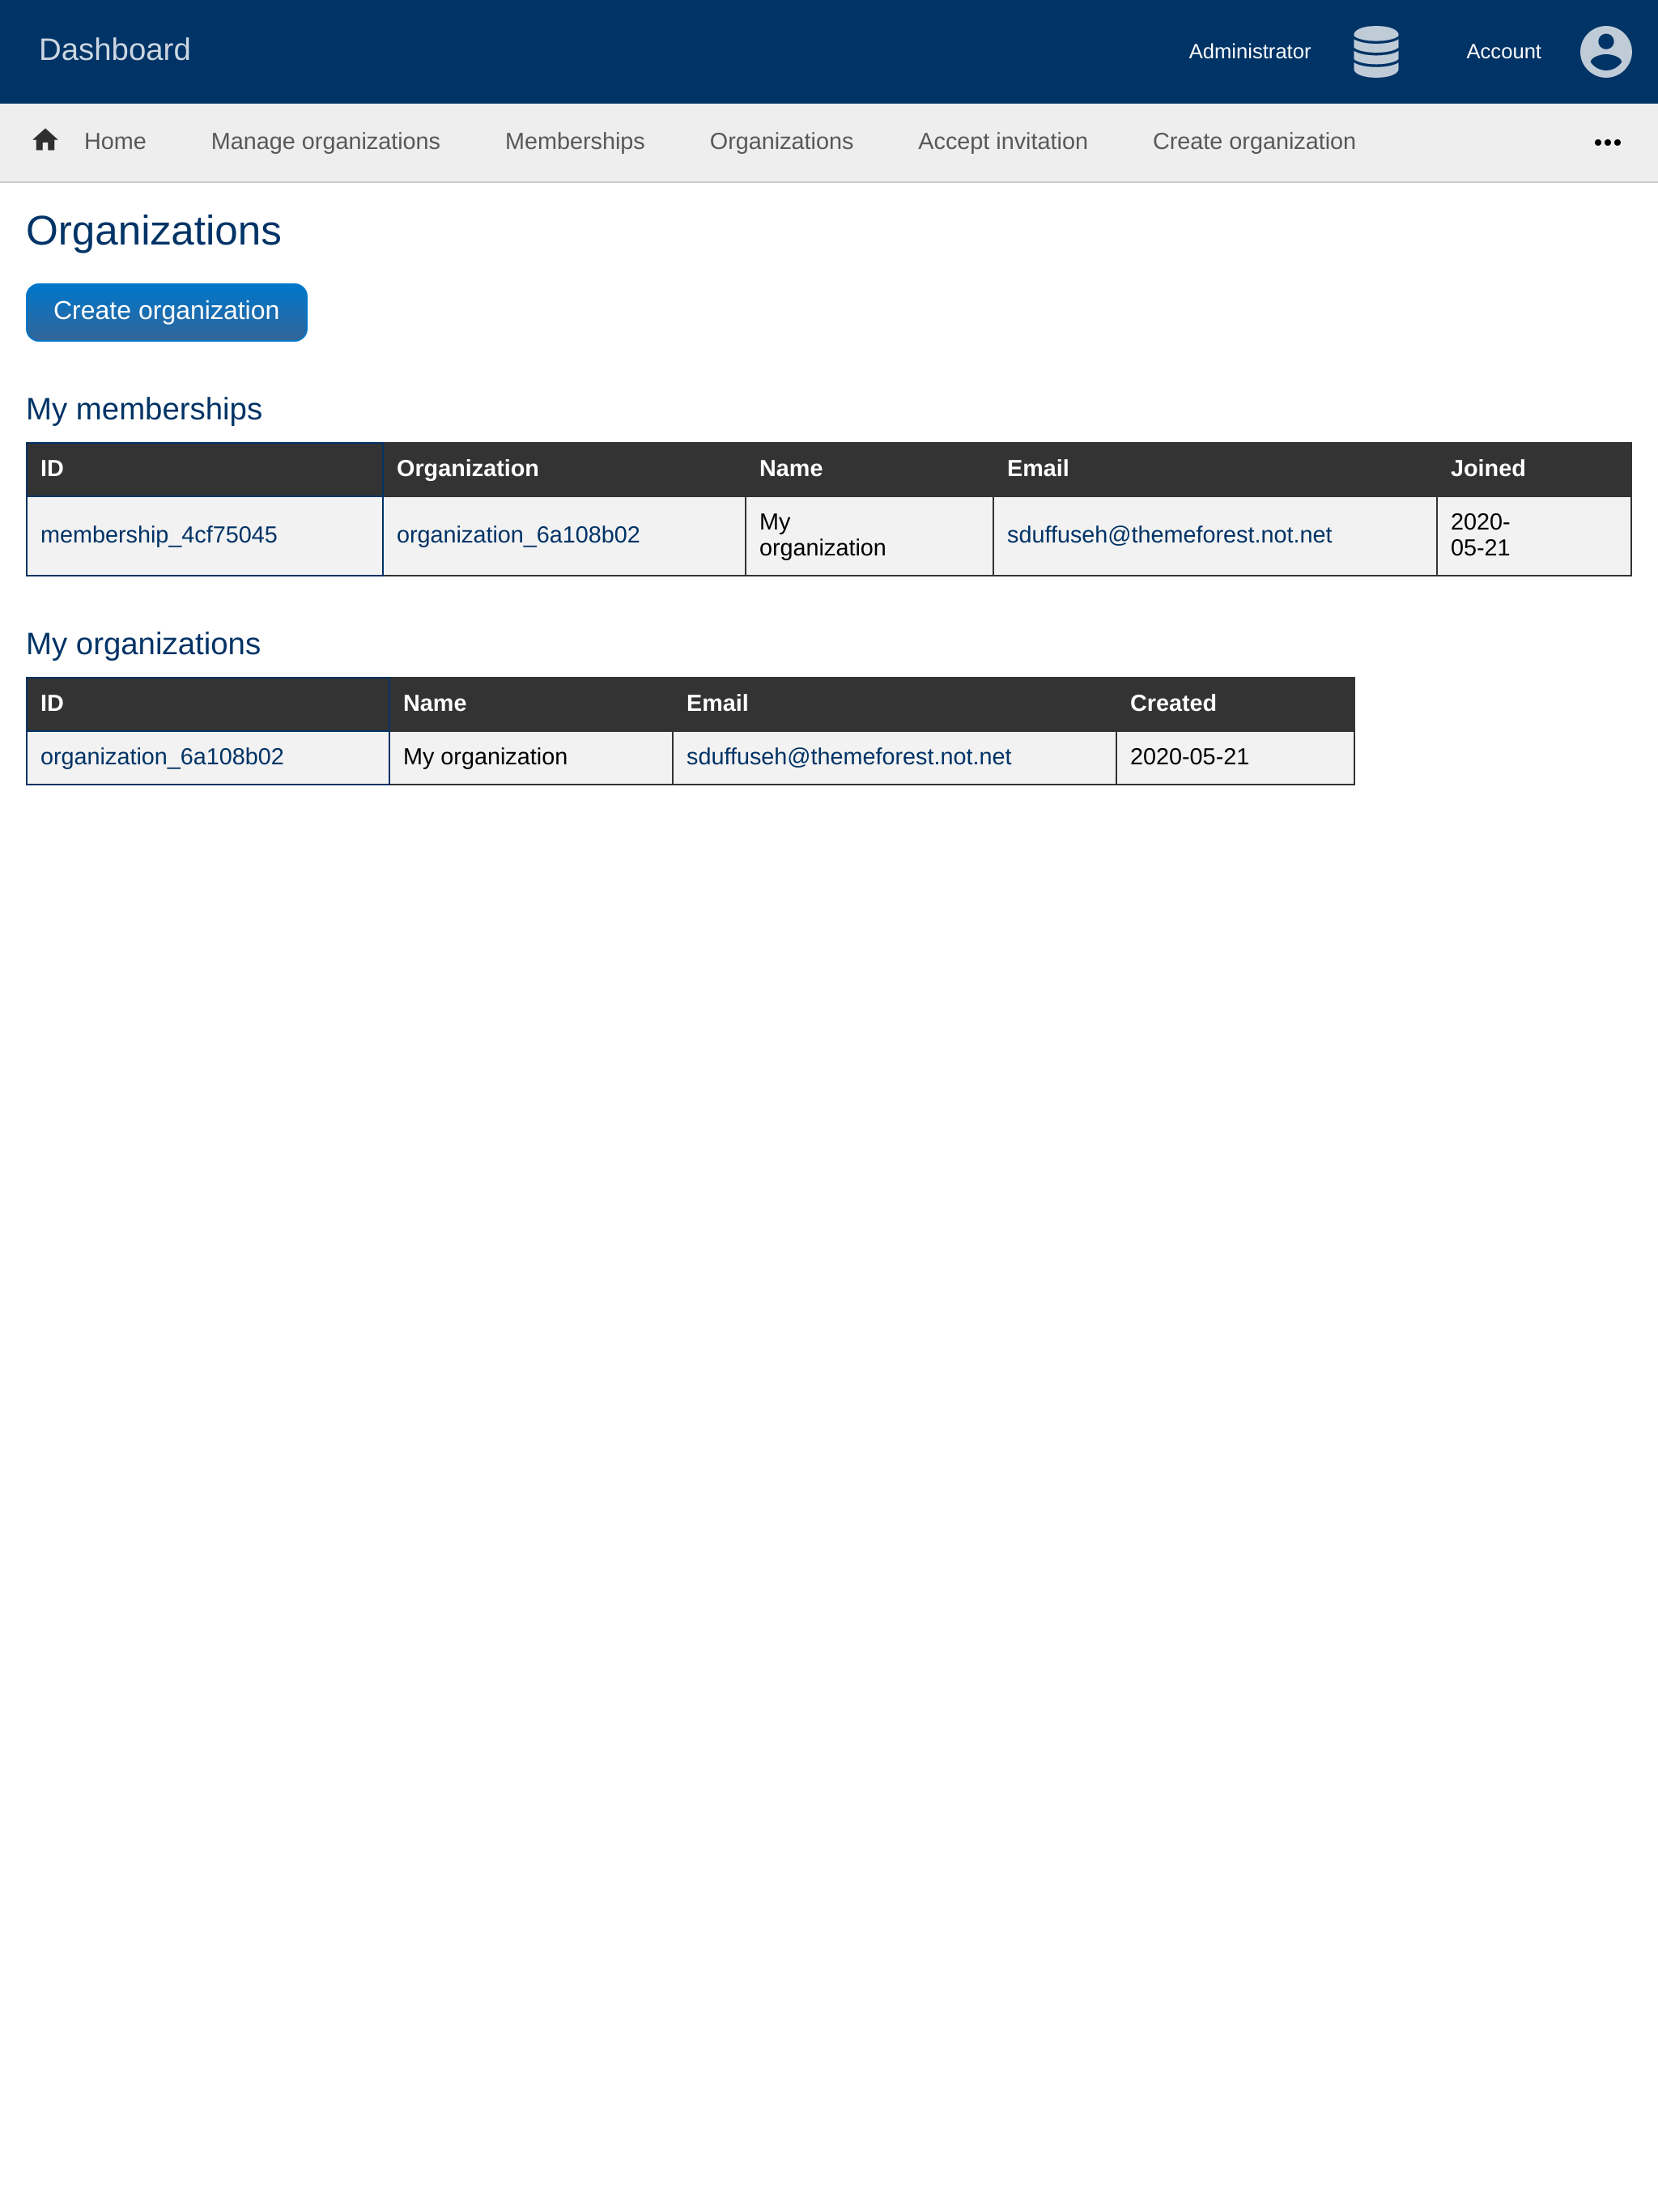 Dashboard Administrator Account
Home Manage organizations Memberships Organizations Accept invitation Create organization
Organizations
Create organization
My memberships
ID Organization Name Email Joined
membership_4cf75045 organization_6a108b02 My organization sduffuseh@themeforest.not.net 2020-05-21
My organizations
ID Name Email Created
organization_6a108b02 My organization sduffuseh@themeforest.not.net 2020-05-21